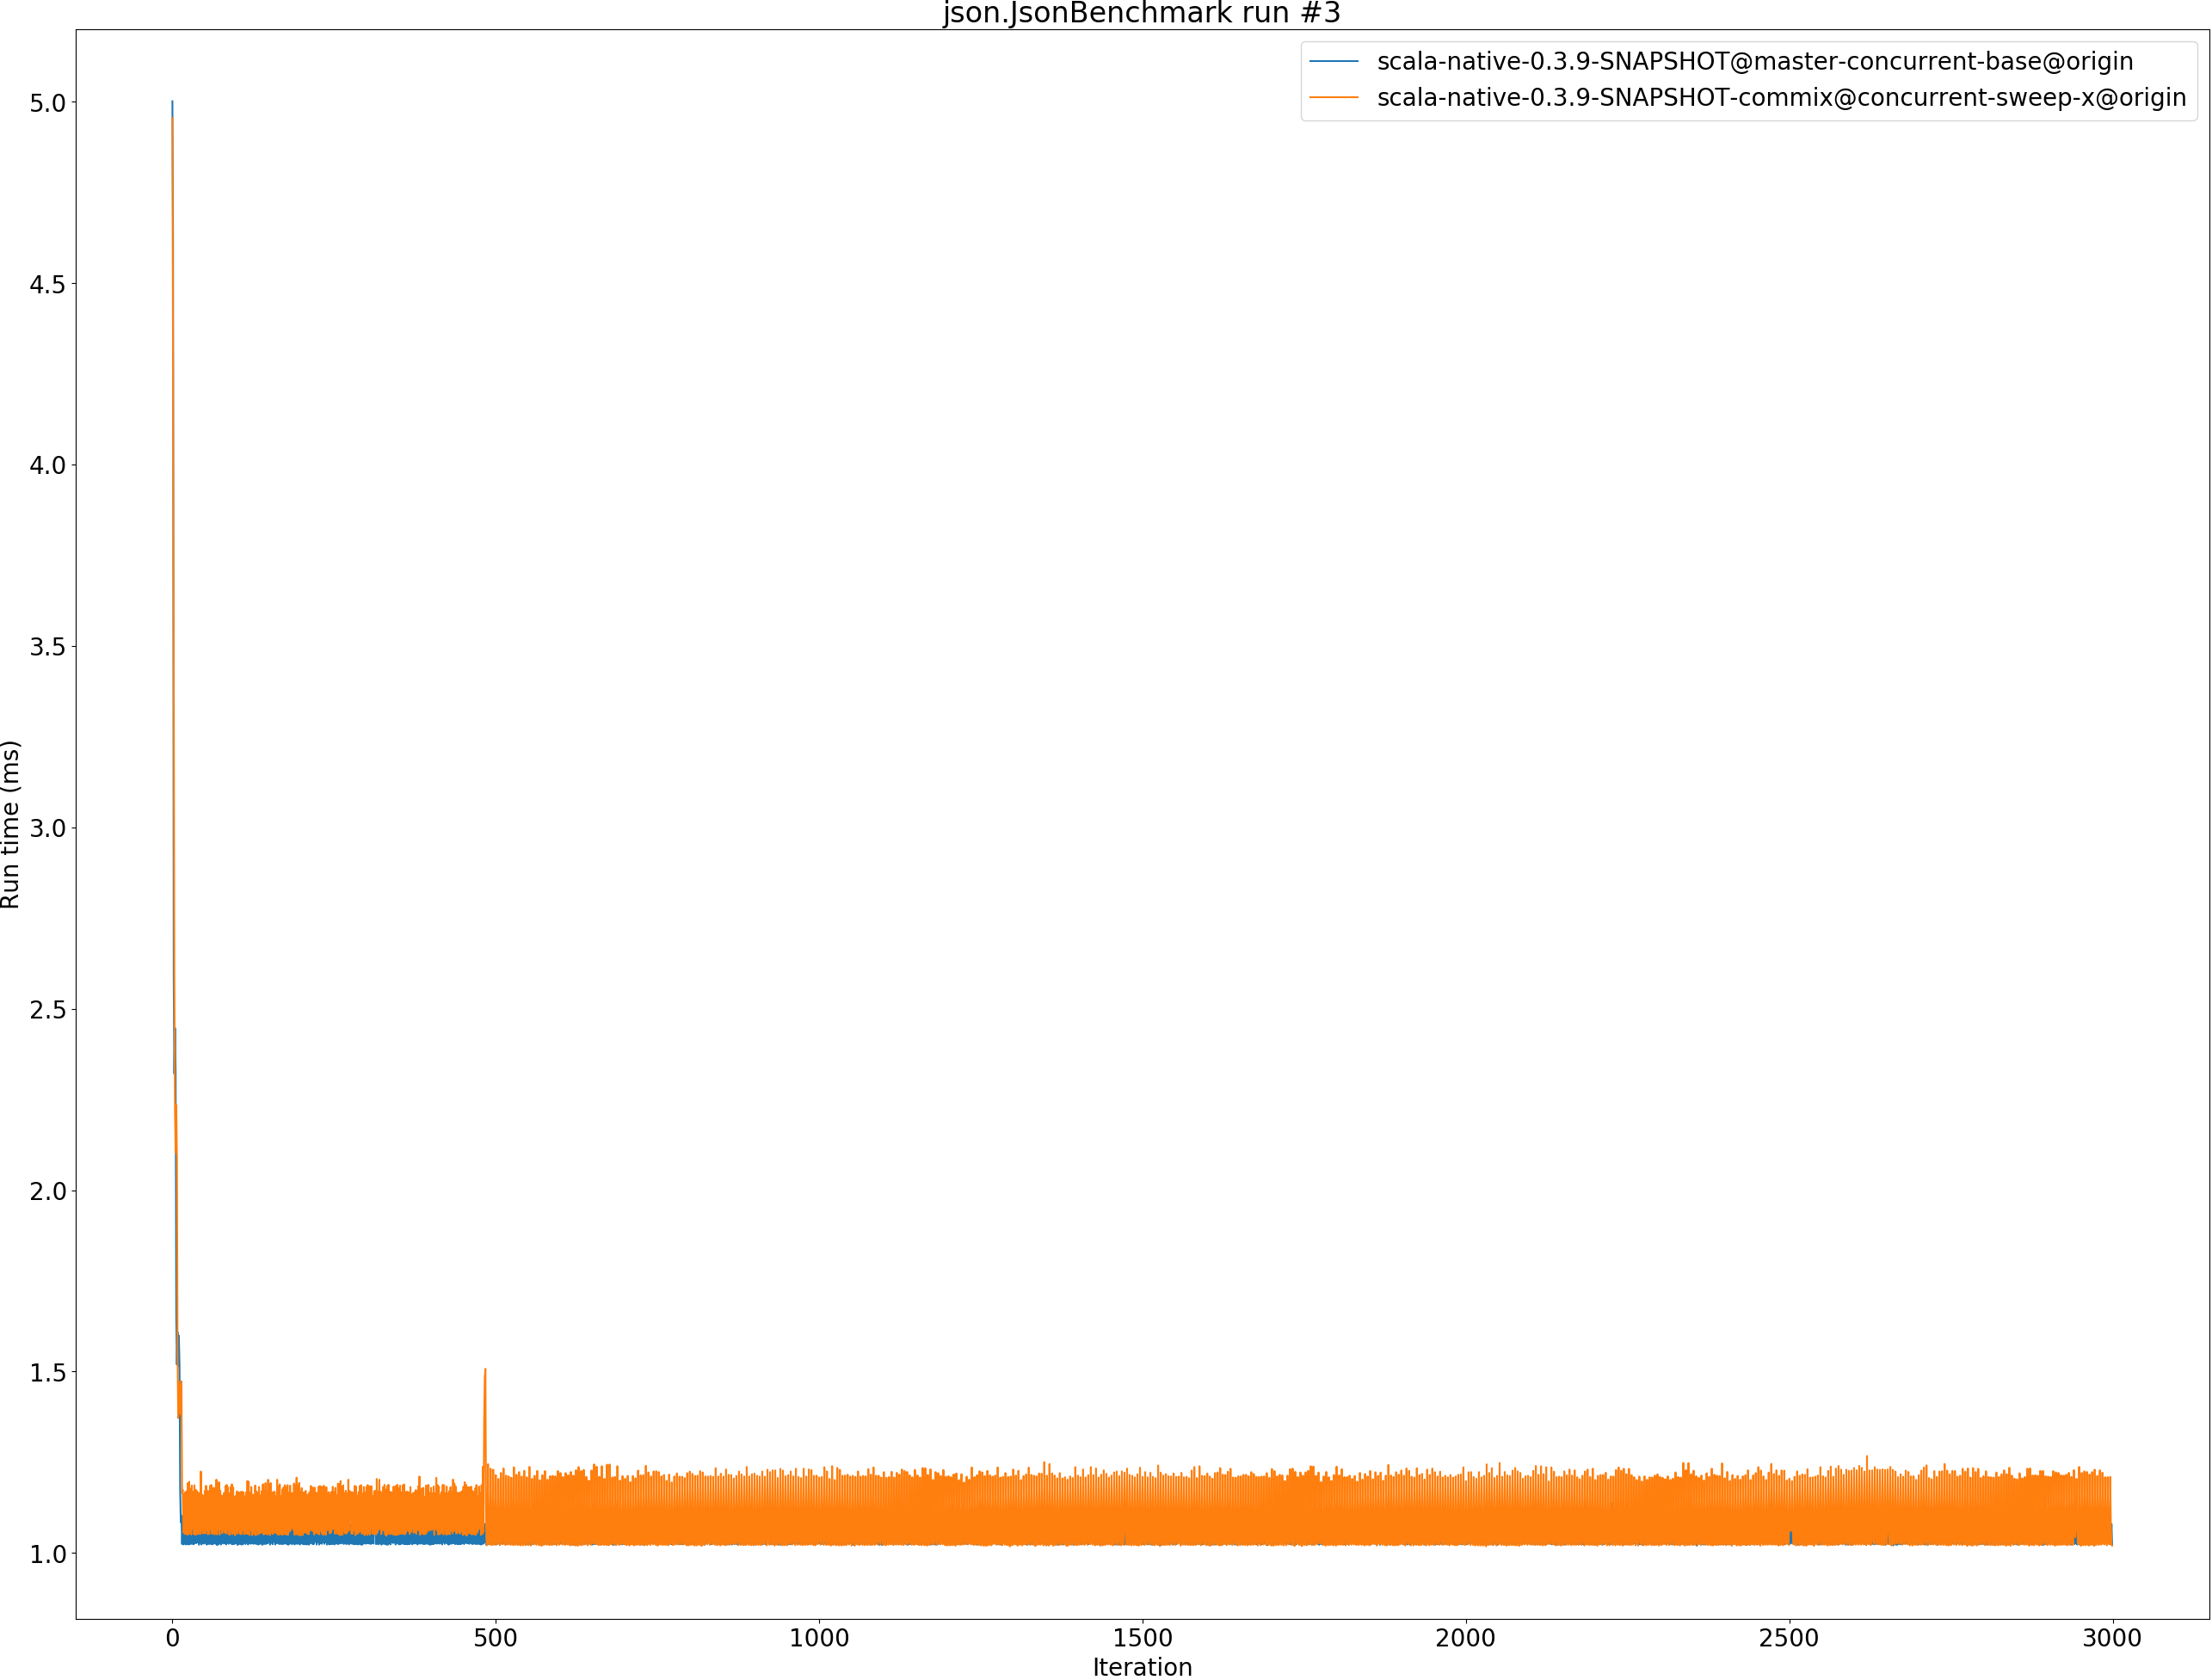 json.JsonBenchmark run #3
scala-native-0.3.9-SNAPSHOT@master-concurrent-base@origin
scala-native-0.3.9-SNAPSHOT-commix@concurrent-sweep-x@origin
5.0
4.5
4.0
3.5
3.0
2.5
2.0
1.5
1.0
Run time (ms)
0 500 1000 1500 2000 2500 3000
Iteration